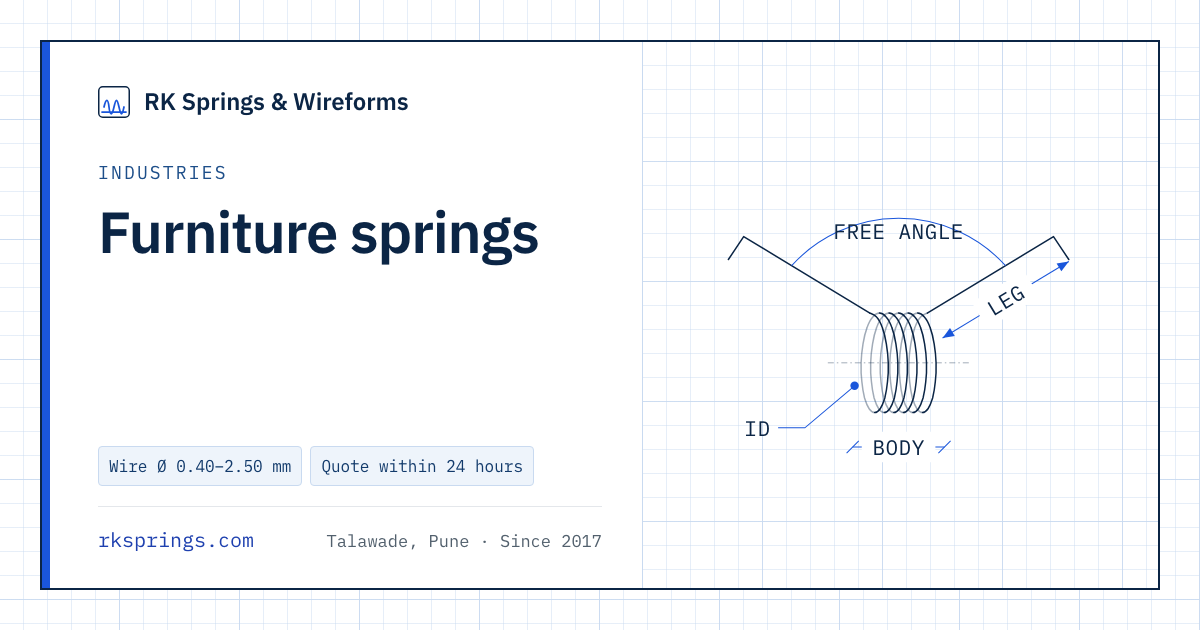 RK Springs & Wireforms
INDUSTRIES
Furniture springs
Wire Ø 0.40–2.50 mm
Quote within 24 hours
rksprings.com
Talawade, Pune · Since 2017
FREE ANGLE
LEG
ID
BODY